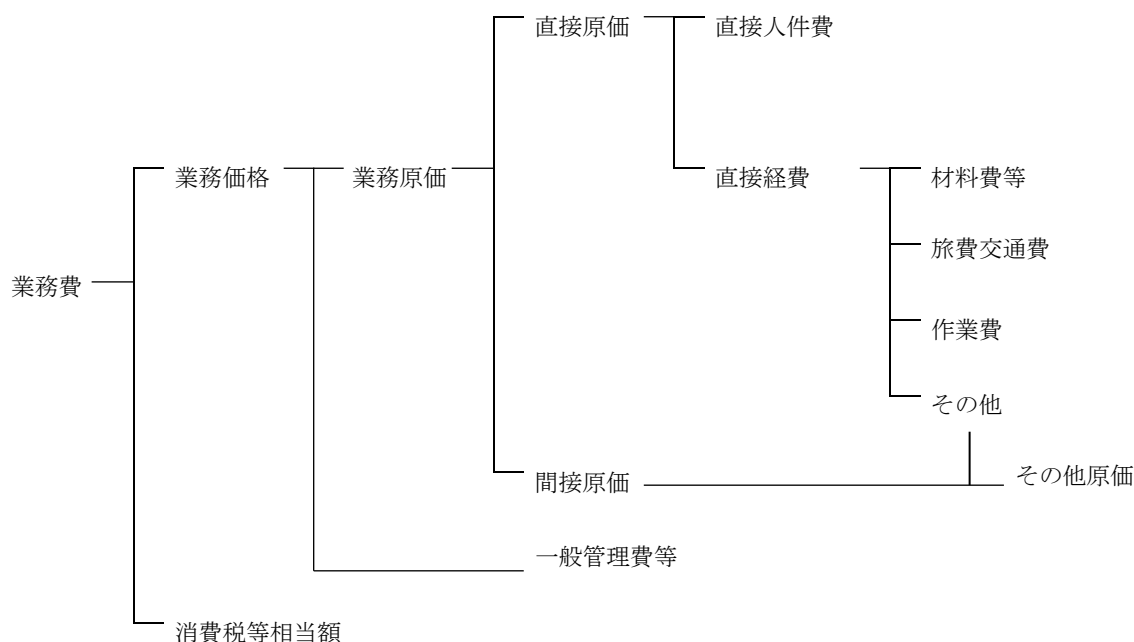 直接原価
直接人件費
業務価格
業務原価
直接経費
材料費等
旅費交通費
業務費
作業費
その他
間接原価
その他原価
一般管理費等
消費税等相当額